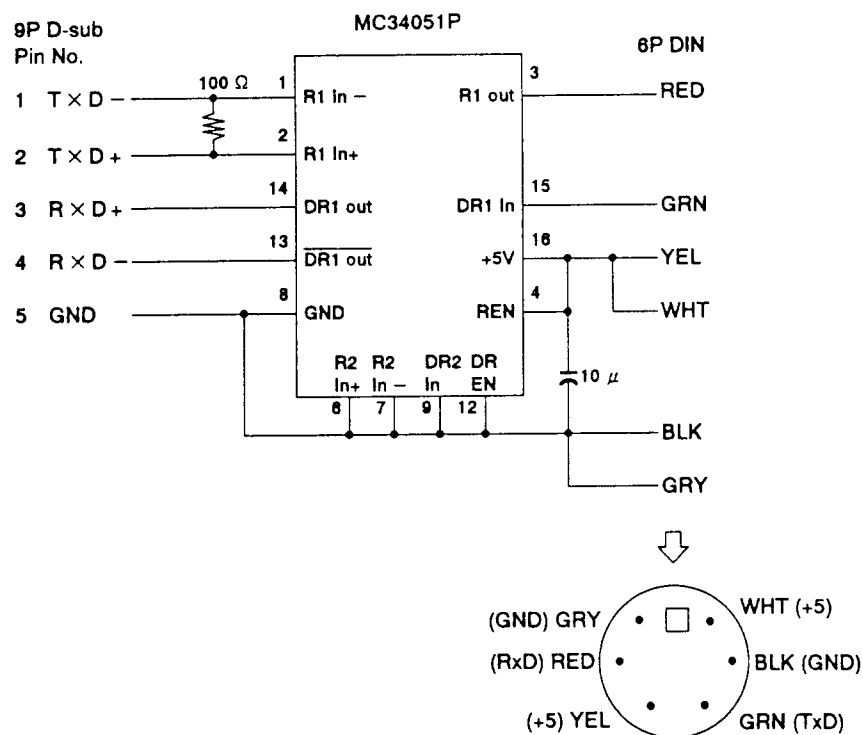 MC34051P
9P D-sub
Pin No.
6P DIN
100 Ω
1 T×D − 1 R1 In − R1 out 3 RED
2 T×D + 2 R1 In+
3 R×D + 14 DR1 out DR1 In 15 GRN
4 R×D − 13 DR1 out +5V 16 YEL
5 GND 8 GND REN 4 WHT
R2 In+ R2 In − DR2 In DR EN
6 7 9 12
10 μ
BLK
GRY
(GND) GRY WHT (+5)
(RxD) RED BLK (GND)
(+5) YEL GRN (TxD)